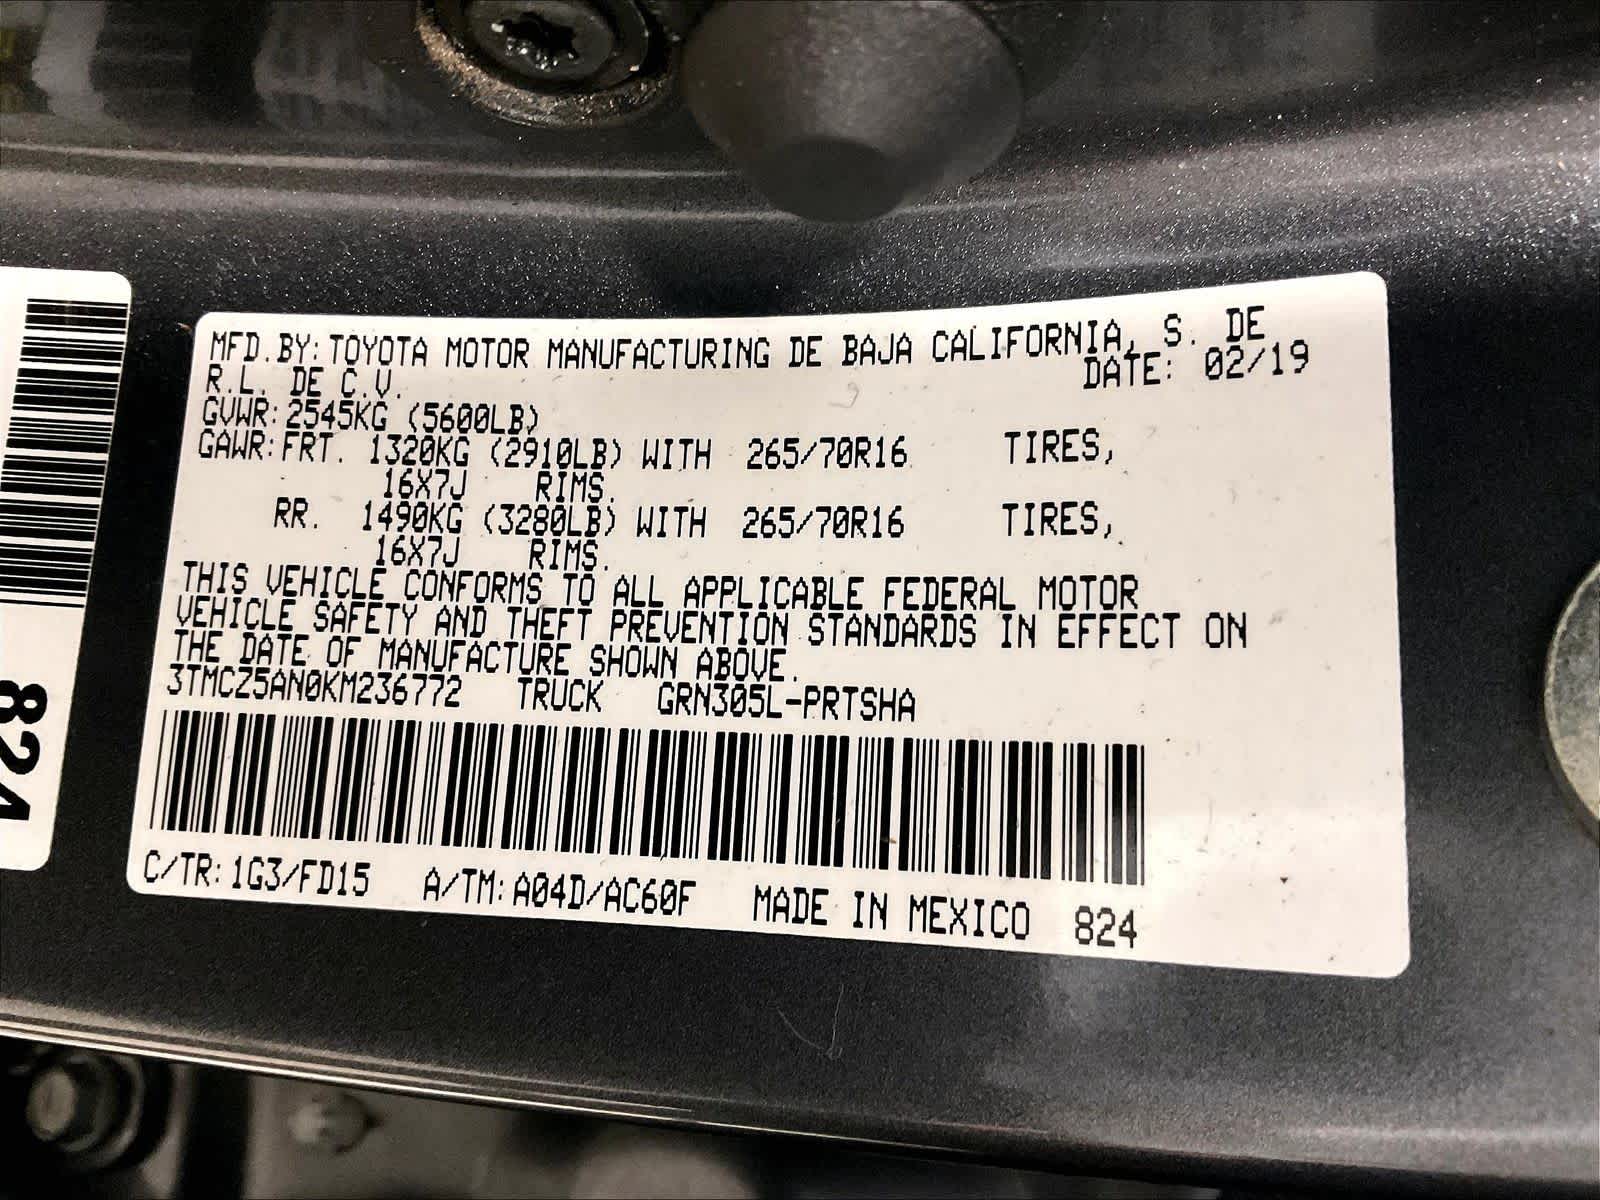 MFD.BY:TOYOTA MOTOR MANUFACTURING DE BAJA CALIFORNIA, S. DE
R.L. DE C.V. DATE: 02/19
GVWR:2545KG (5600LB)
GAWR:FRT. 1320KG (2910LB) WITH 265/70R16 TIRES,
16X7J RIMS.
RR. 1490KG (3280LB) WITH 265/70R16 TIRES,
16X7J RIMS.
THIS VEHICLE CONFORMS TO ALL APPLICABLE FEDERAL MOTOR
VEHICLE SAFETY AND THEFT PREVENTION STANDARDS IN EFFECT ON
THE DATE OF MANUFACTURE SHOWN ABOVE.
3TMCZ5AN0KM236772 TRUCK GRN305L-PRTSHA
C/TR:1G3/FD15 A/TM:A04D/AC60F MADE IN MEXICO 824
824